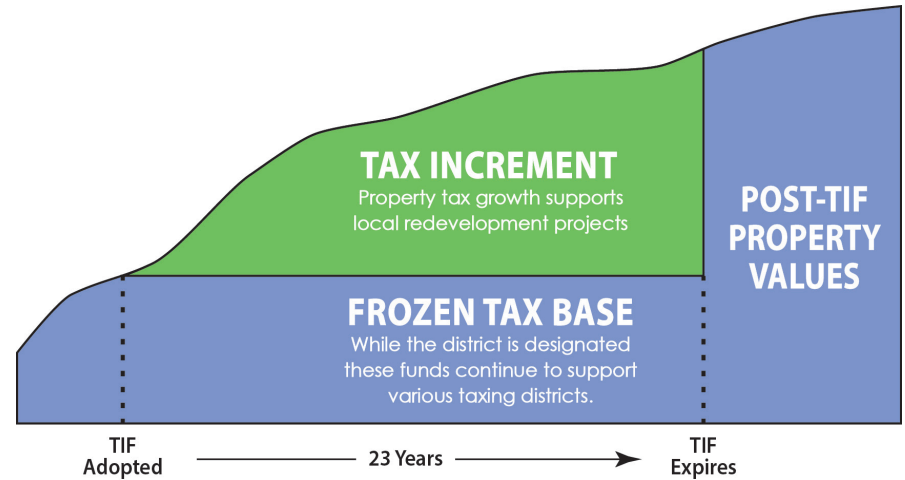 TAX INCREMENT
Property tax growth supports
local redevelopment projects
POST-TIF
PROPERTY
VALUES
FROZEN TAX BASE
While the district is designated
these funds continue to support
various taxing districts.
TIF
Adopted
23 Years
TIF
Expires